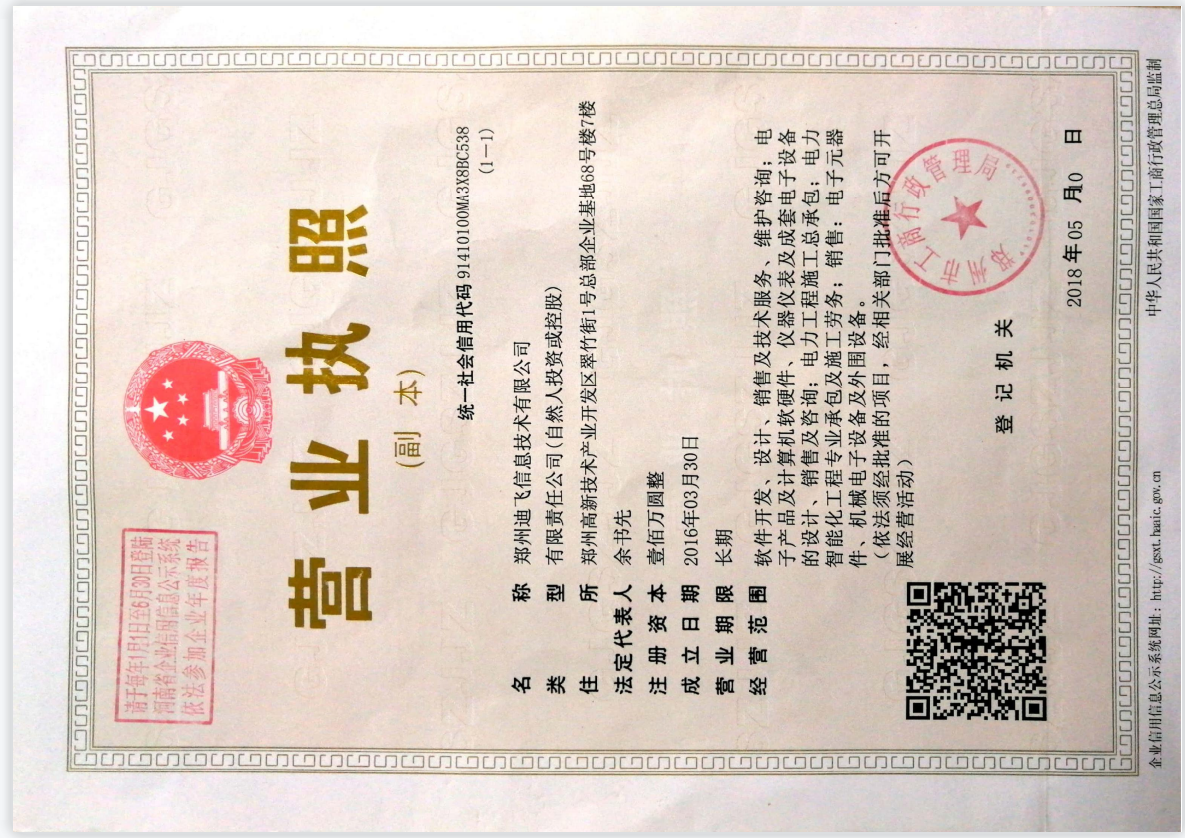 请于每年1月1日至6月30日登陆
河南省企业信用信息公示系统
依法参加企业年度报告
营业执照
(副 本)
统一社会信用代码 91410100MA3X8BC538
(1—1)
名 称 郑州迪飞信息技术有限公司
类 型 有限责任公司(自然人投资或控股)
住 所 郑州高新技术产业开发区翠竹街1号总部企业基地68号楼7楼
法定代表人 余书先
注 册 资 本 壹佰万圆整
成 立 日 期 2016年03月30日
营 业 期 限 长期
经 营 范 围 软件开发、设计、销售及技术服务、维护咨询；电
子产品及计算机软硬件、仪器仪表及成套电子设备
的设计、销售及咨询；电力工程施工总承包；电力
智能化工程专业承包及施工劳务；销售：电子元器
件、机械电子设备及外围设备。
（依法须经批准的项目，经相关部门批准后方可开
展经营活动）
郑州市工商行政管理局
登 记 机 关
2018 年 05 月10 日
企业信用信息公示系统网址：http://gsxt.haaic.gov.cn
中华人民共和国国家工商行政管理总局监制